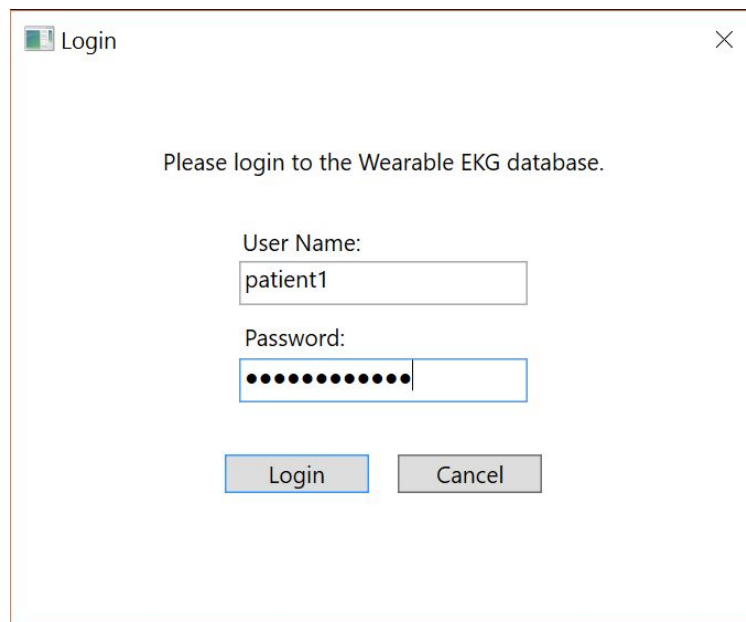 Login
Please login to the Wearable EKG database.
User Name:
patient1
Password:
●●●●●●●●●●●●
Login Cancel